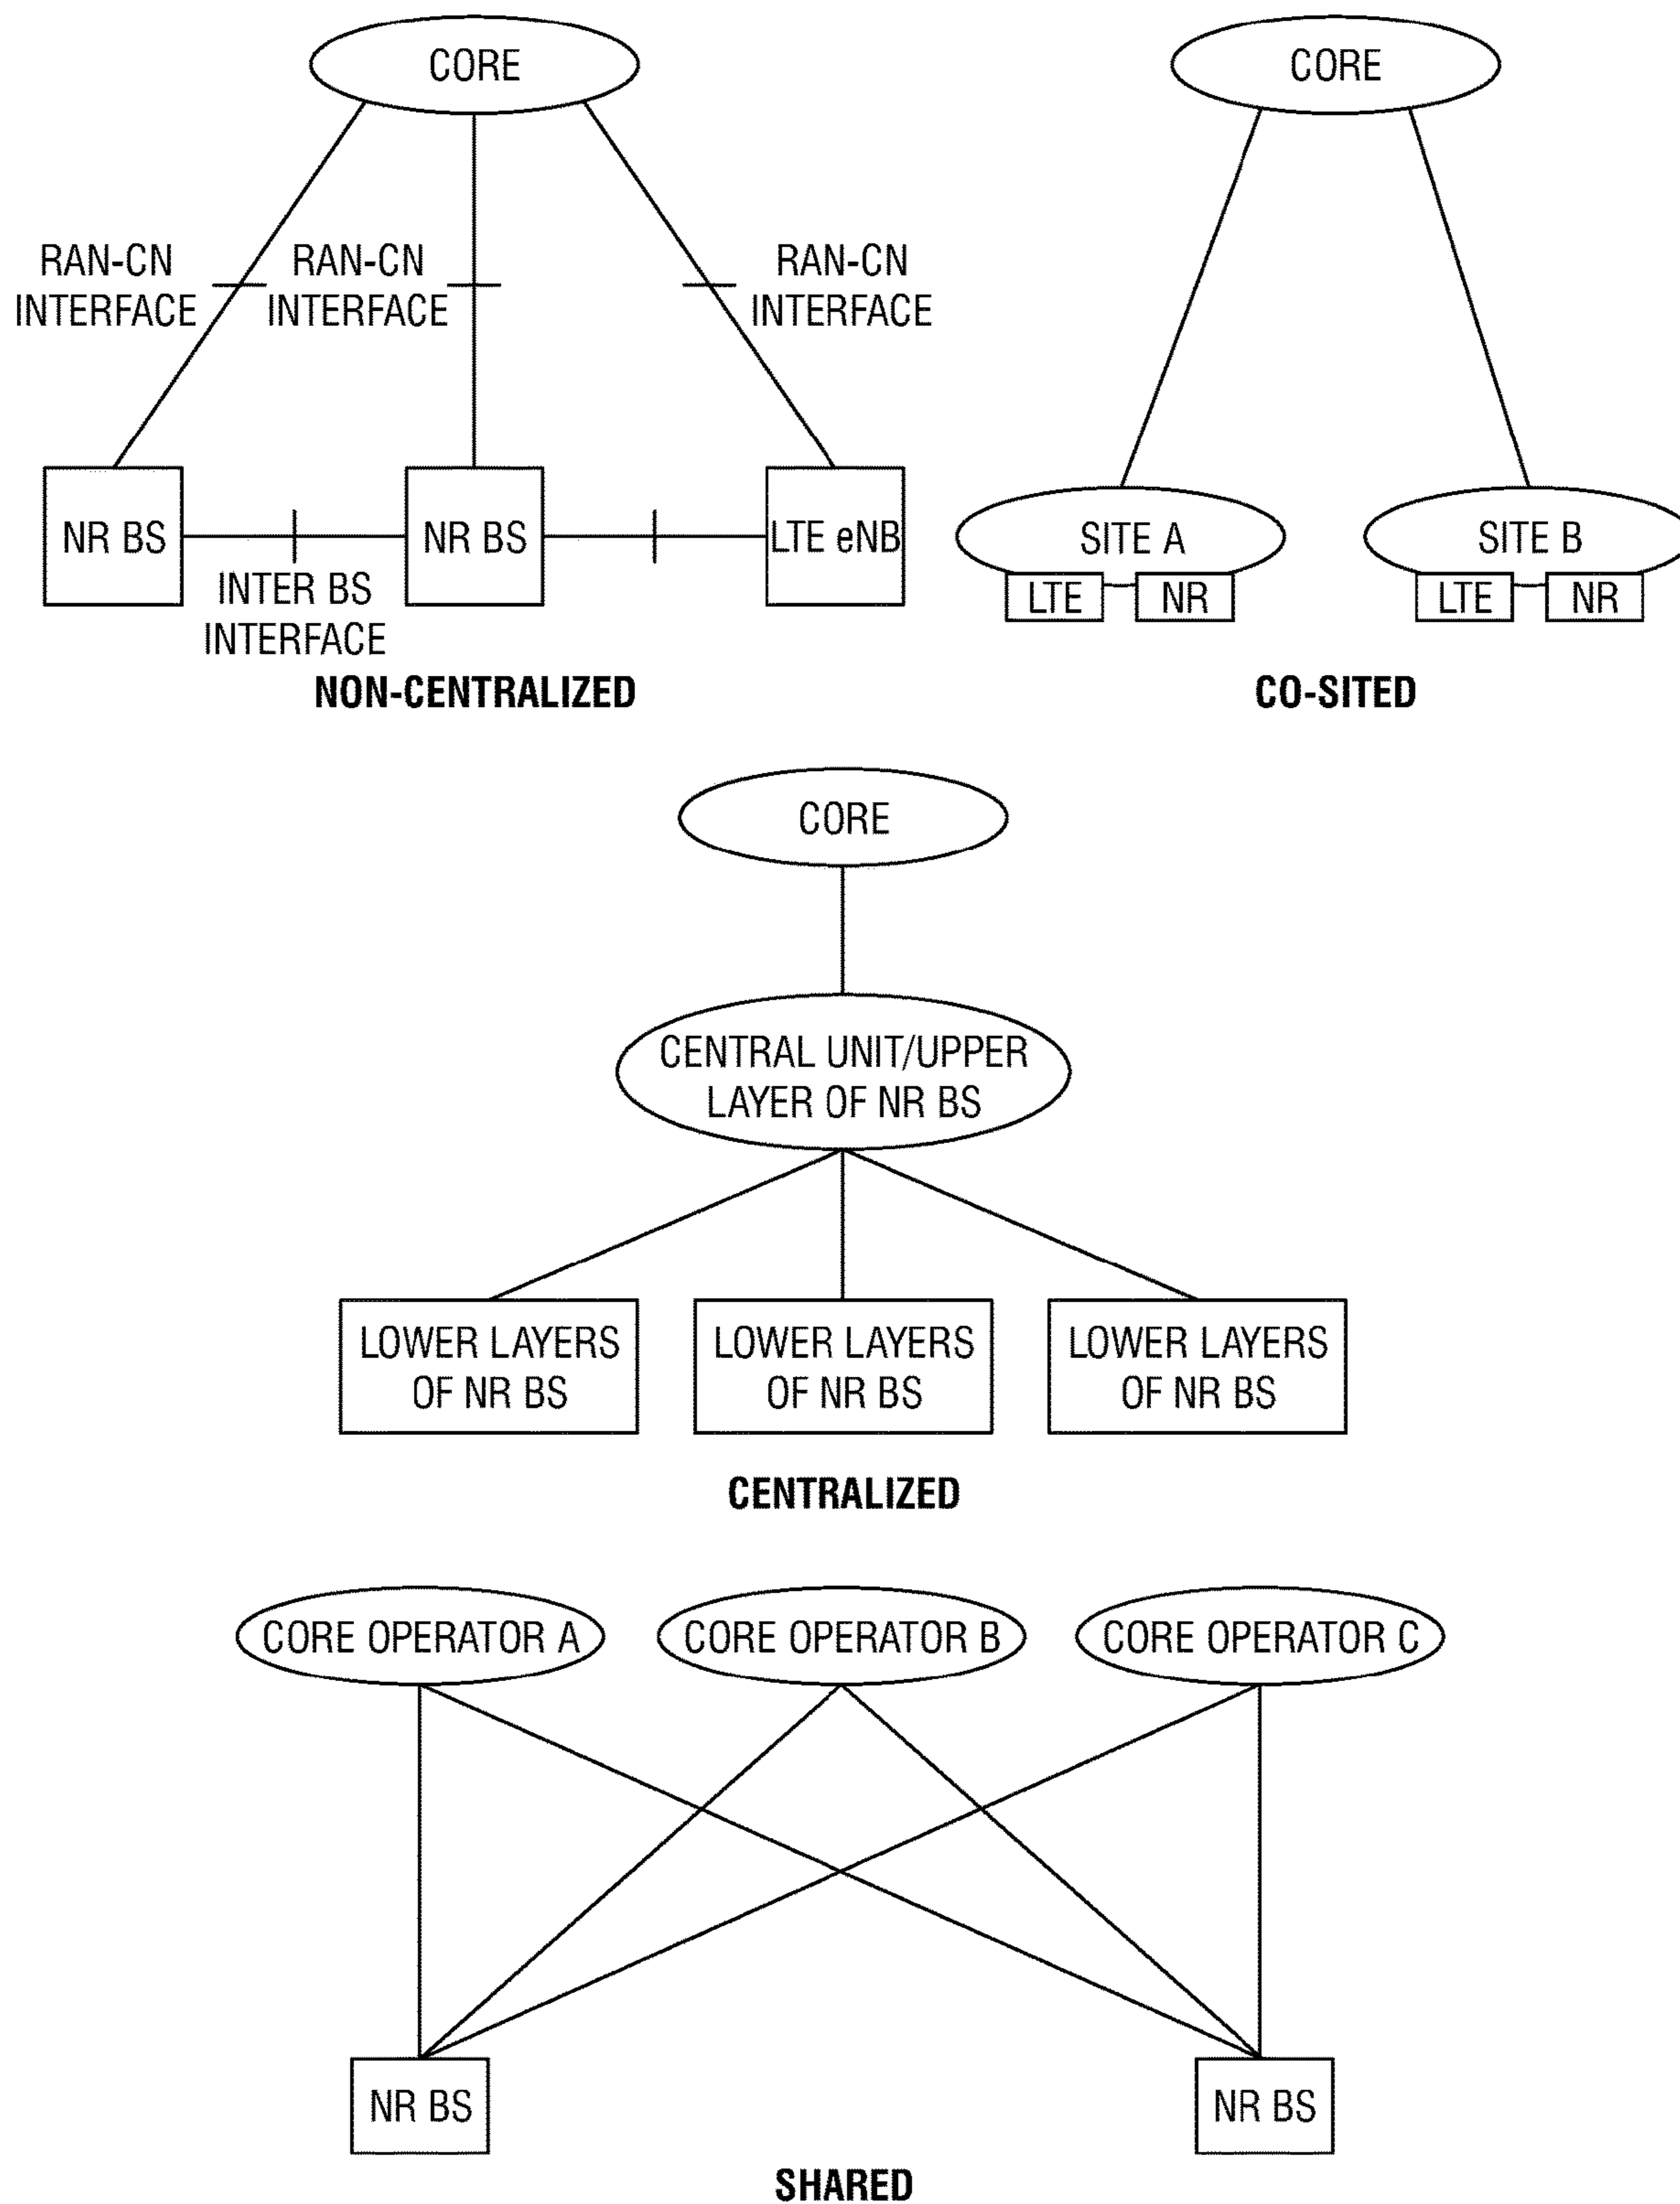 CORE
RAN-CN
INTERFACE
RAN-CN
INTERFACE
RAN-CN
INTERFACE
NR BS
NR BS
LTE eNB
INTER BS
INTERFACE
NON-CENTRALIZED
CORE
SITE A
LTE
NR
SITE B
LTE
NR
CO-SITED
CORE
CENTRAL UNIT/UPPER
LAYER OF NR BS
LOWER LAYERS
OF NR BS
LOWER LAYERS
OF NR BS
LOWER LAYERS
OF NR BS
CENTRALIZED
CORE OPERATOR A
CORE OPERATOR B
CORE OPERATOR C
NR BS
NR BS
SHARED